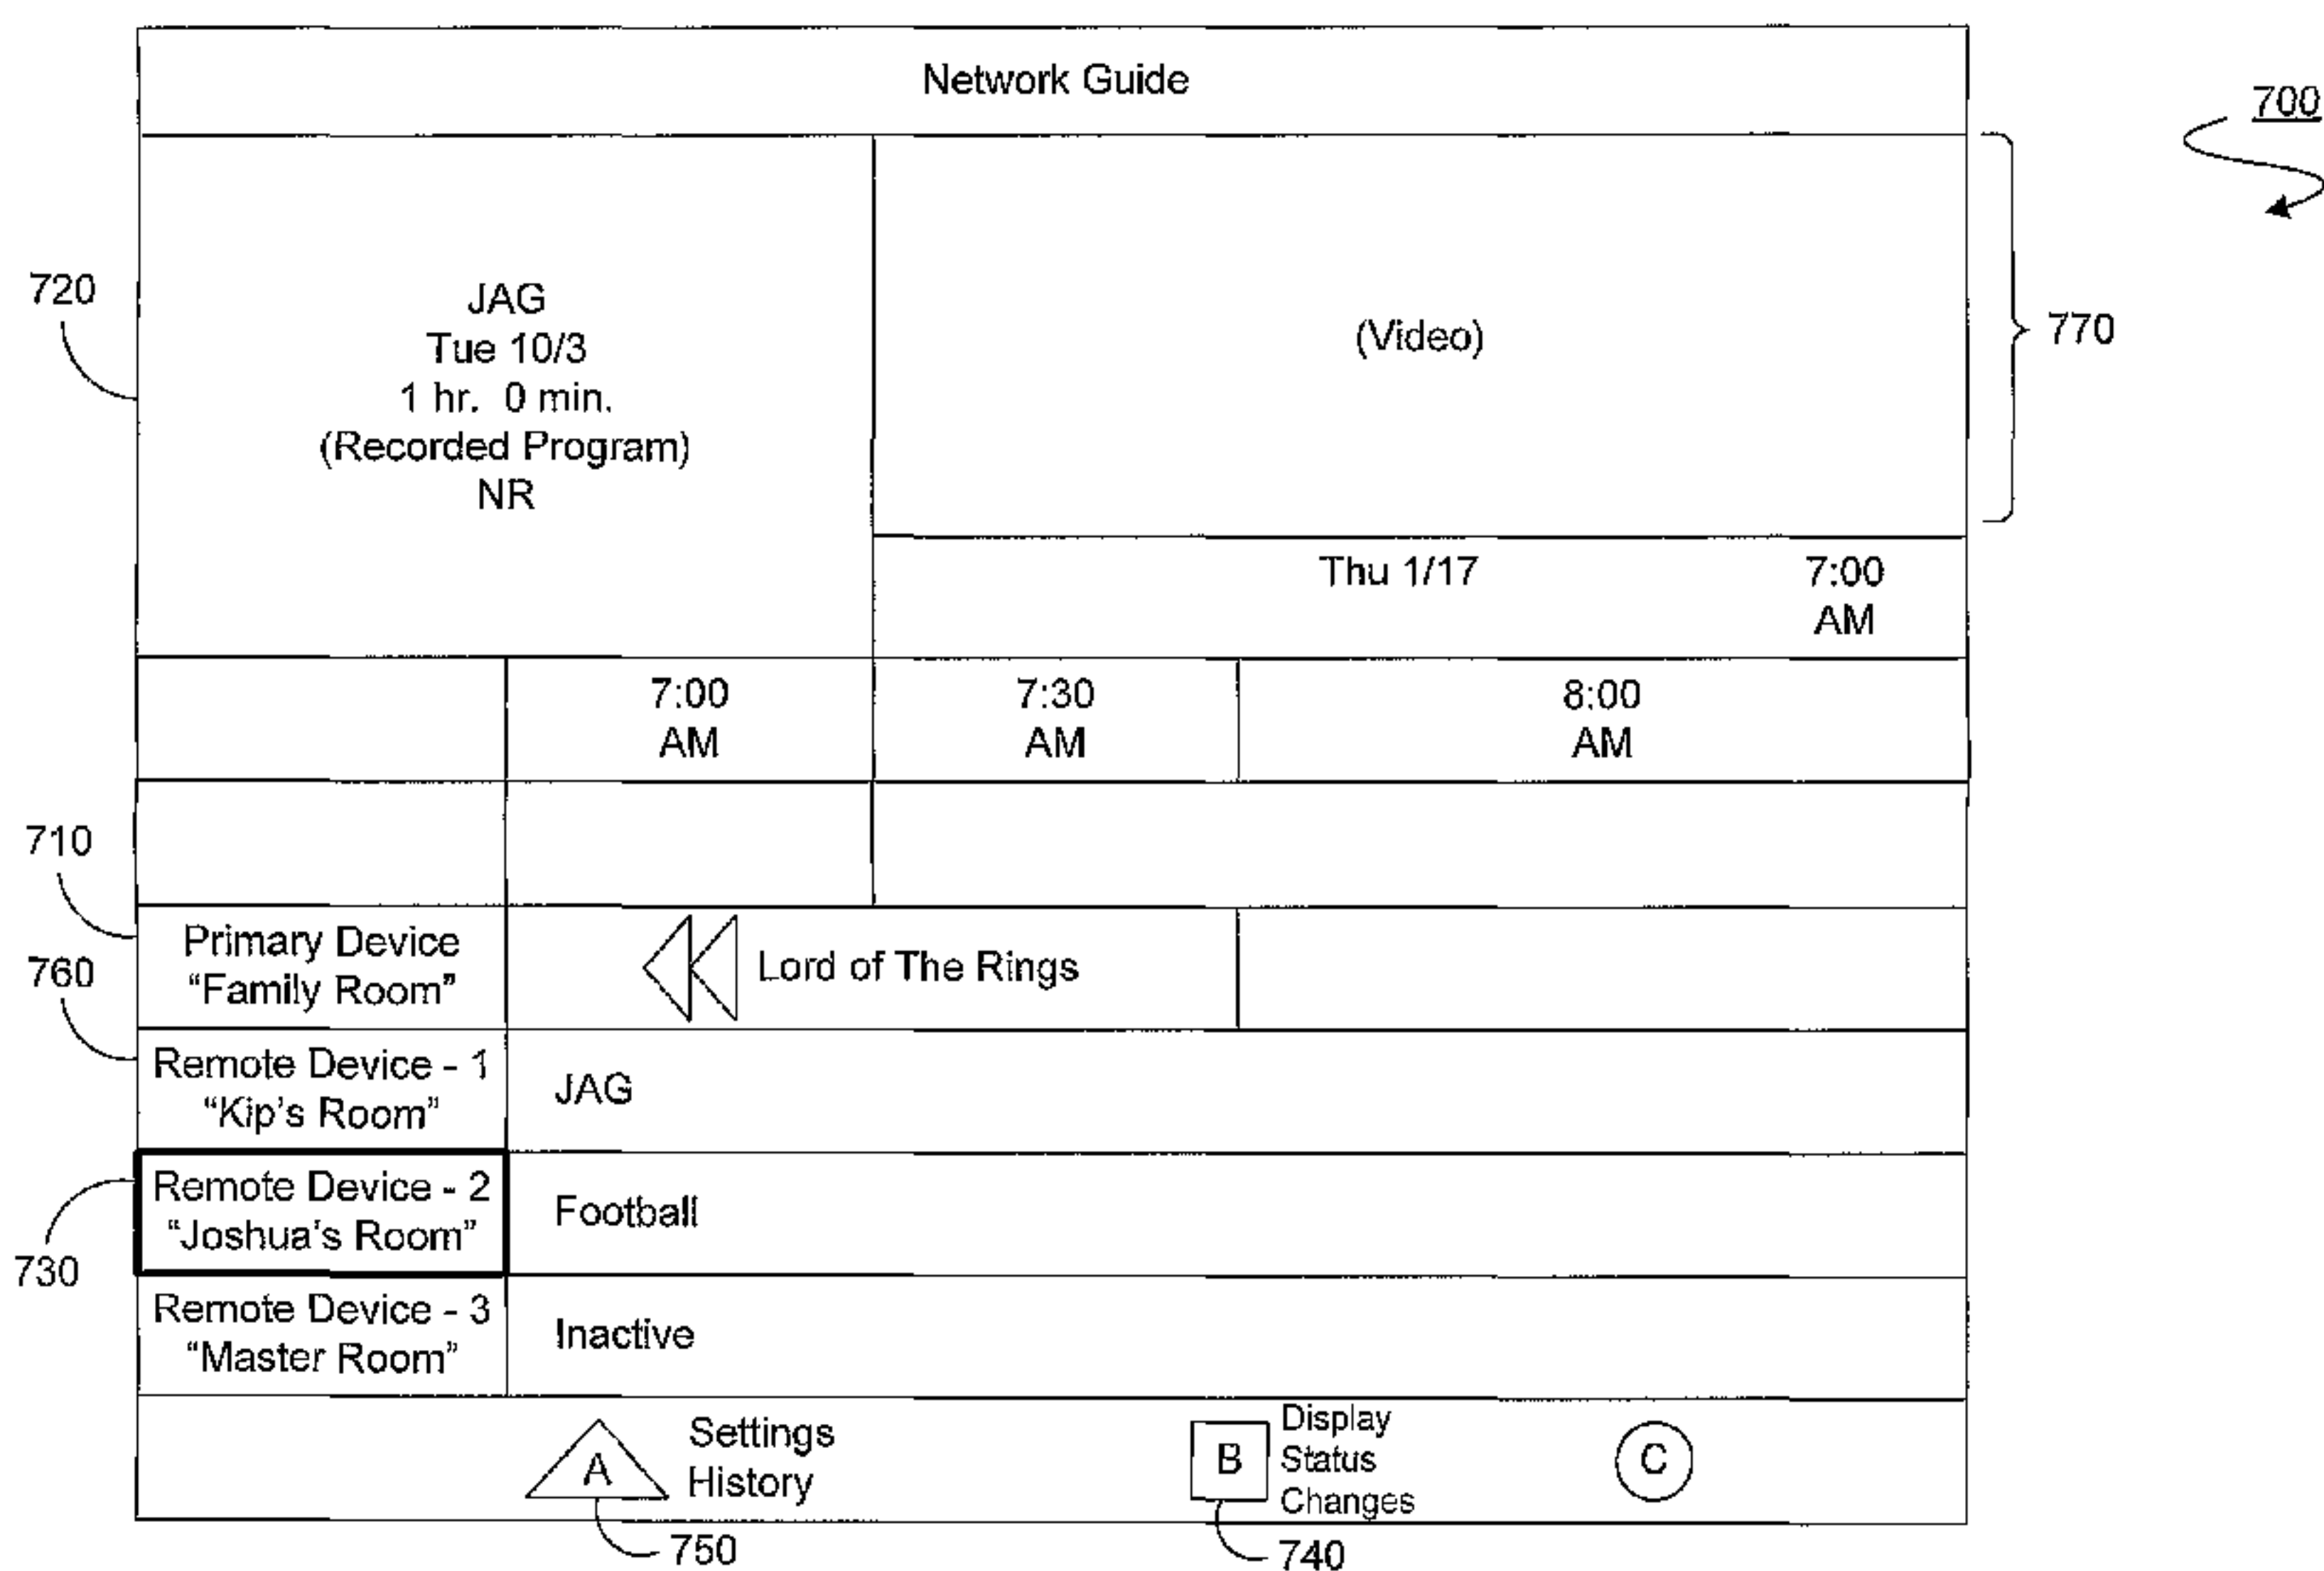 Network Guide
700
720
JAG
Tue 10/3
1 hr. 0 min.
(Recorded Program)
NR
(Video)
770
Thu 1/17
7:00
AM
7:00
AM
7:30
AM
8:00
AM
710
Primary Device
“Family Room”
Lord of The Rings
760
Remote Device - 1
“Kip's Room”
JAG
730
Remote Device - 2
“Joshua's Room”
Football
Remote Device - 3
“Master Room”
Inactive
A
Settings
History
B
Display
Status
Changes
C
750
740